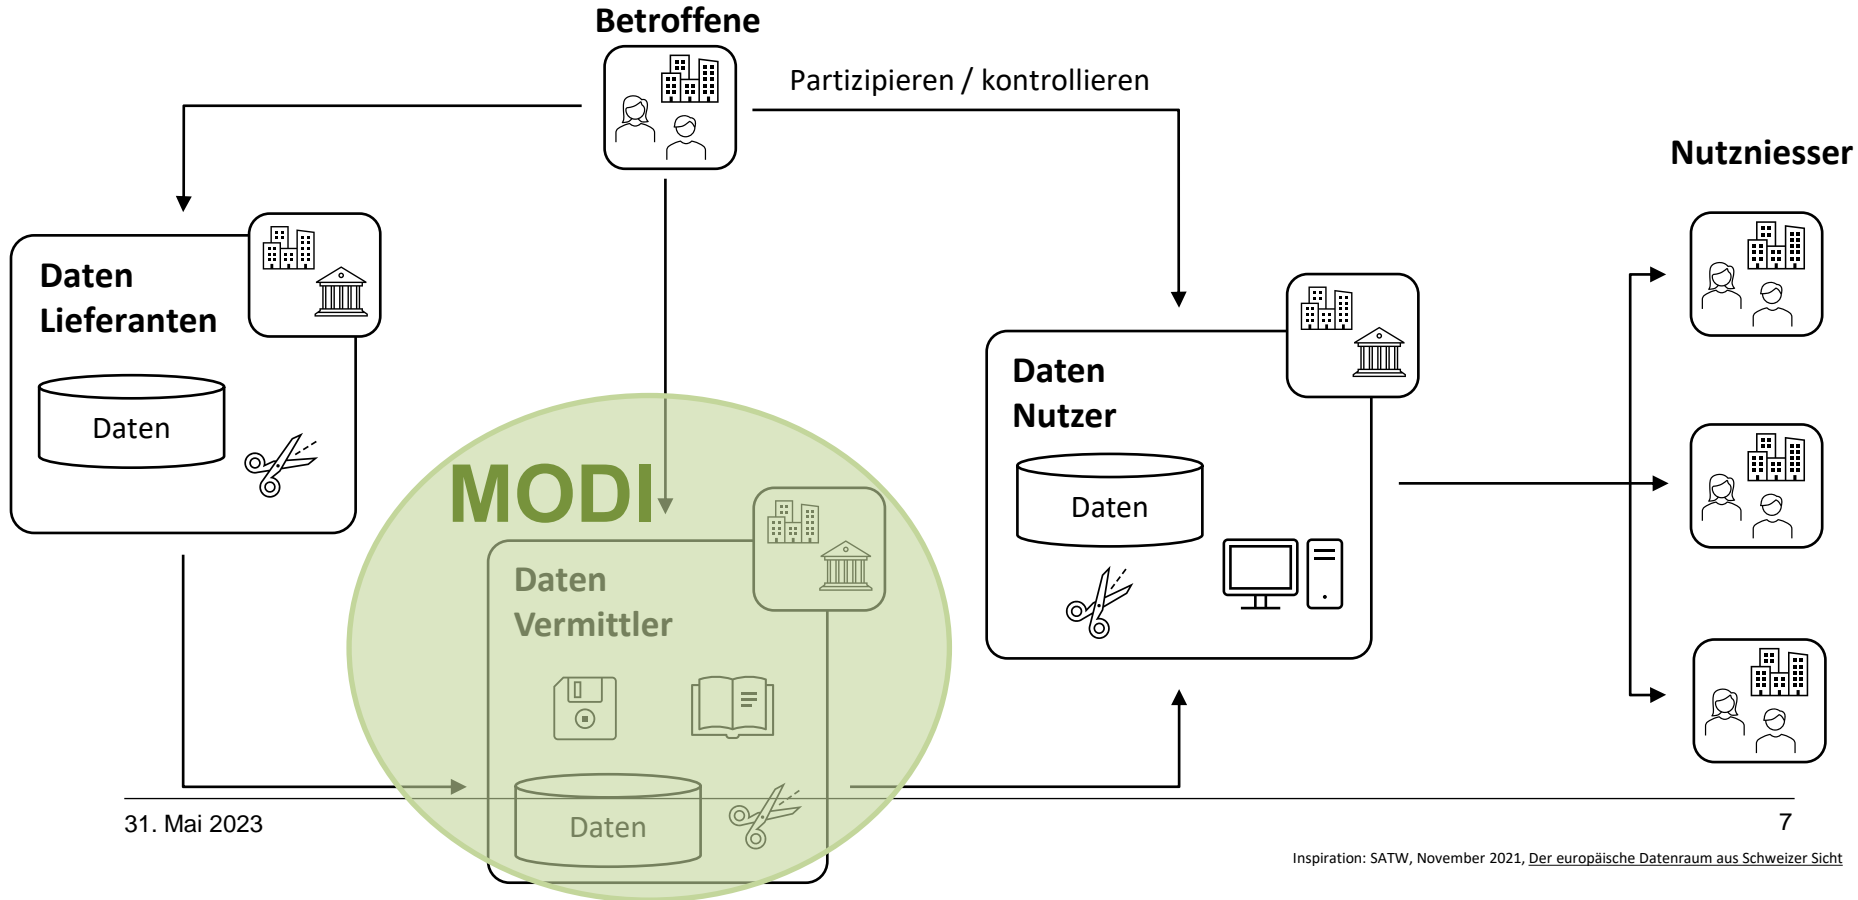 Betroffene
Partizipieren / kontrollieren
Nutzniesser
Daten
Lieferanten
Daten
Daten
Nutzer
Daten
MODI
Daten
Vermittler
Daten
31. Mai 2023
7
Inspiration: SATW, November 2021, Der europäische Datenraum aus Schweizer Sicht